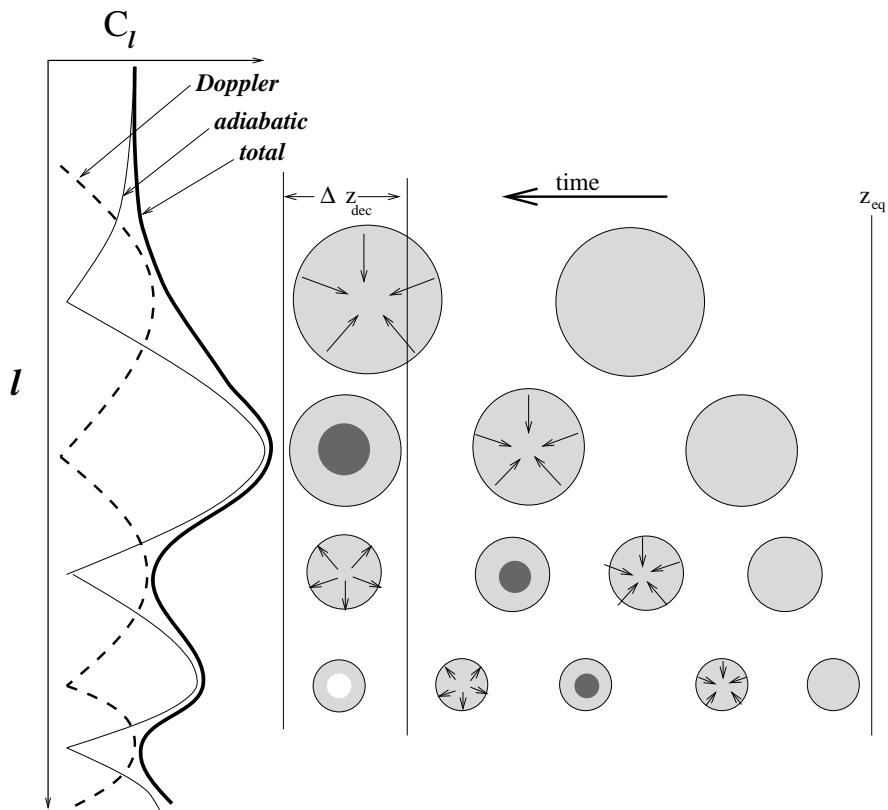 C_l
Doppler
adiabatic
total
Δ z_dec
time
z_eq
l